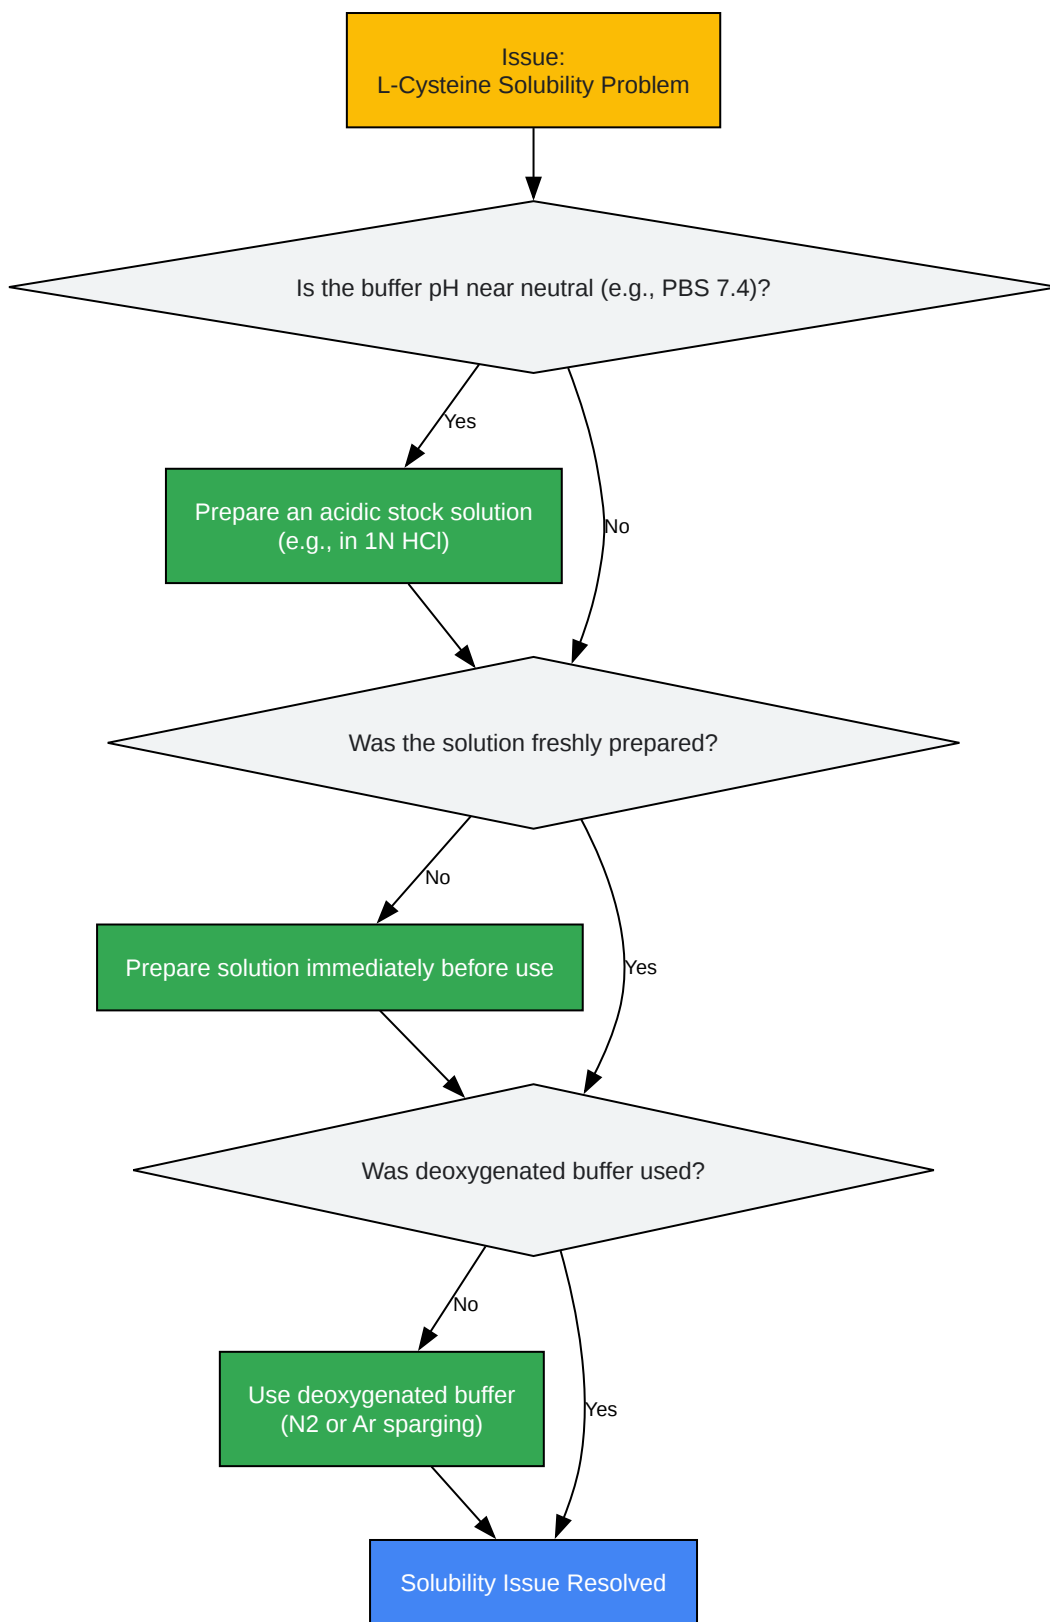 Issue:
L-Cysteine Solubility Problem
Is the buffer pH near neutral (e.g., PBS 7.4)?
Yes
Prepare an acidic stock solution
(e.g., in 1N HCl)
No
Was the solution freshly prepared?
No
Prepare solution immediately before use
Yes
Was deoxygenated buffer used?
No
Use deoxygenated buffer
(N2 or Ar sparging)
Yes
Solubility Issue Resolved